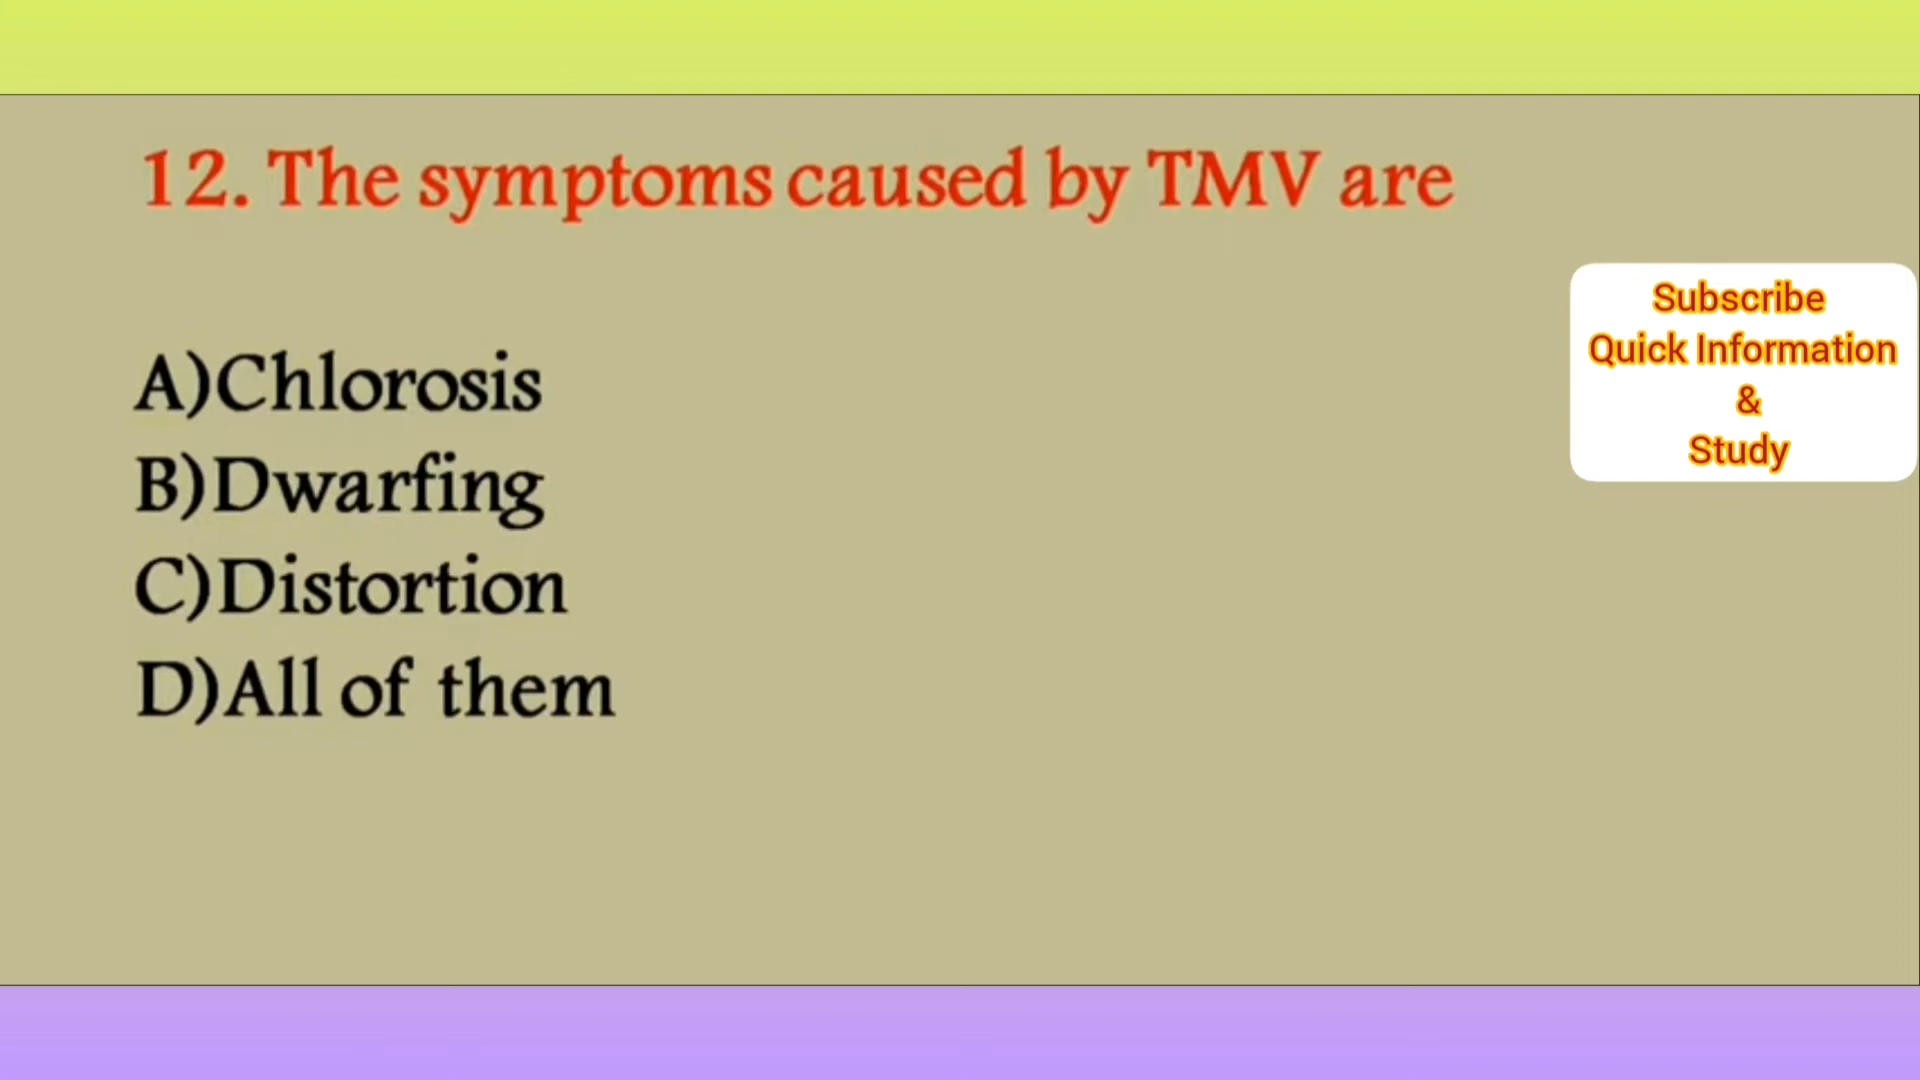 12. The symptoms caused by TMV are
A)Chlorosis
B)Dwarfing
C)Distortion
D)All of them
Subscribe
Quick Information
&
Study